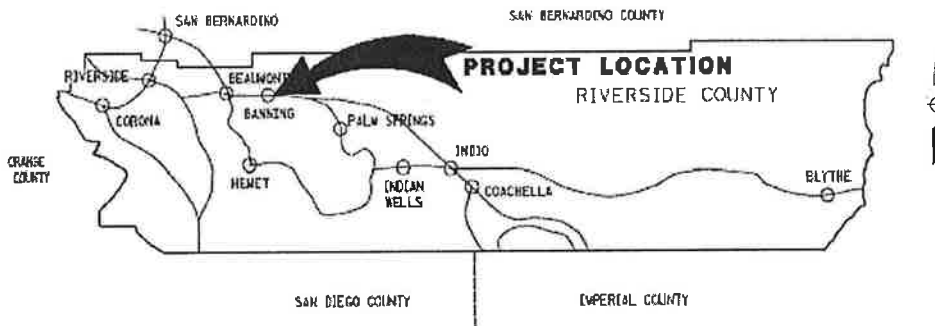 SAN BERNARDINO
SAN BERNARDINO COUNTY
RIVERSIDE
BEAUMONT
PROJECT LOCATION
RIVERSIDE COUNTY
BANNING
CORONA
PALM SPRINGS
ORANGE
COUNTY
HEMET
INDIO
INDIAN
WELLS
COACHELLA
BLYTHE
SAN DIEGO COUNTY
IMPERIAL COUNTY